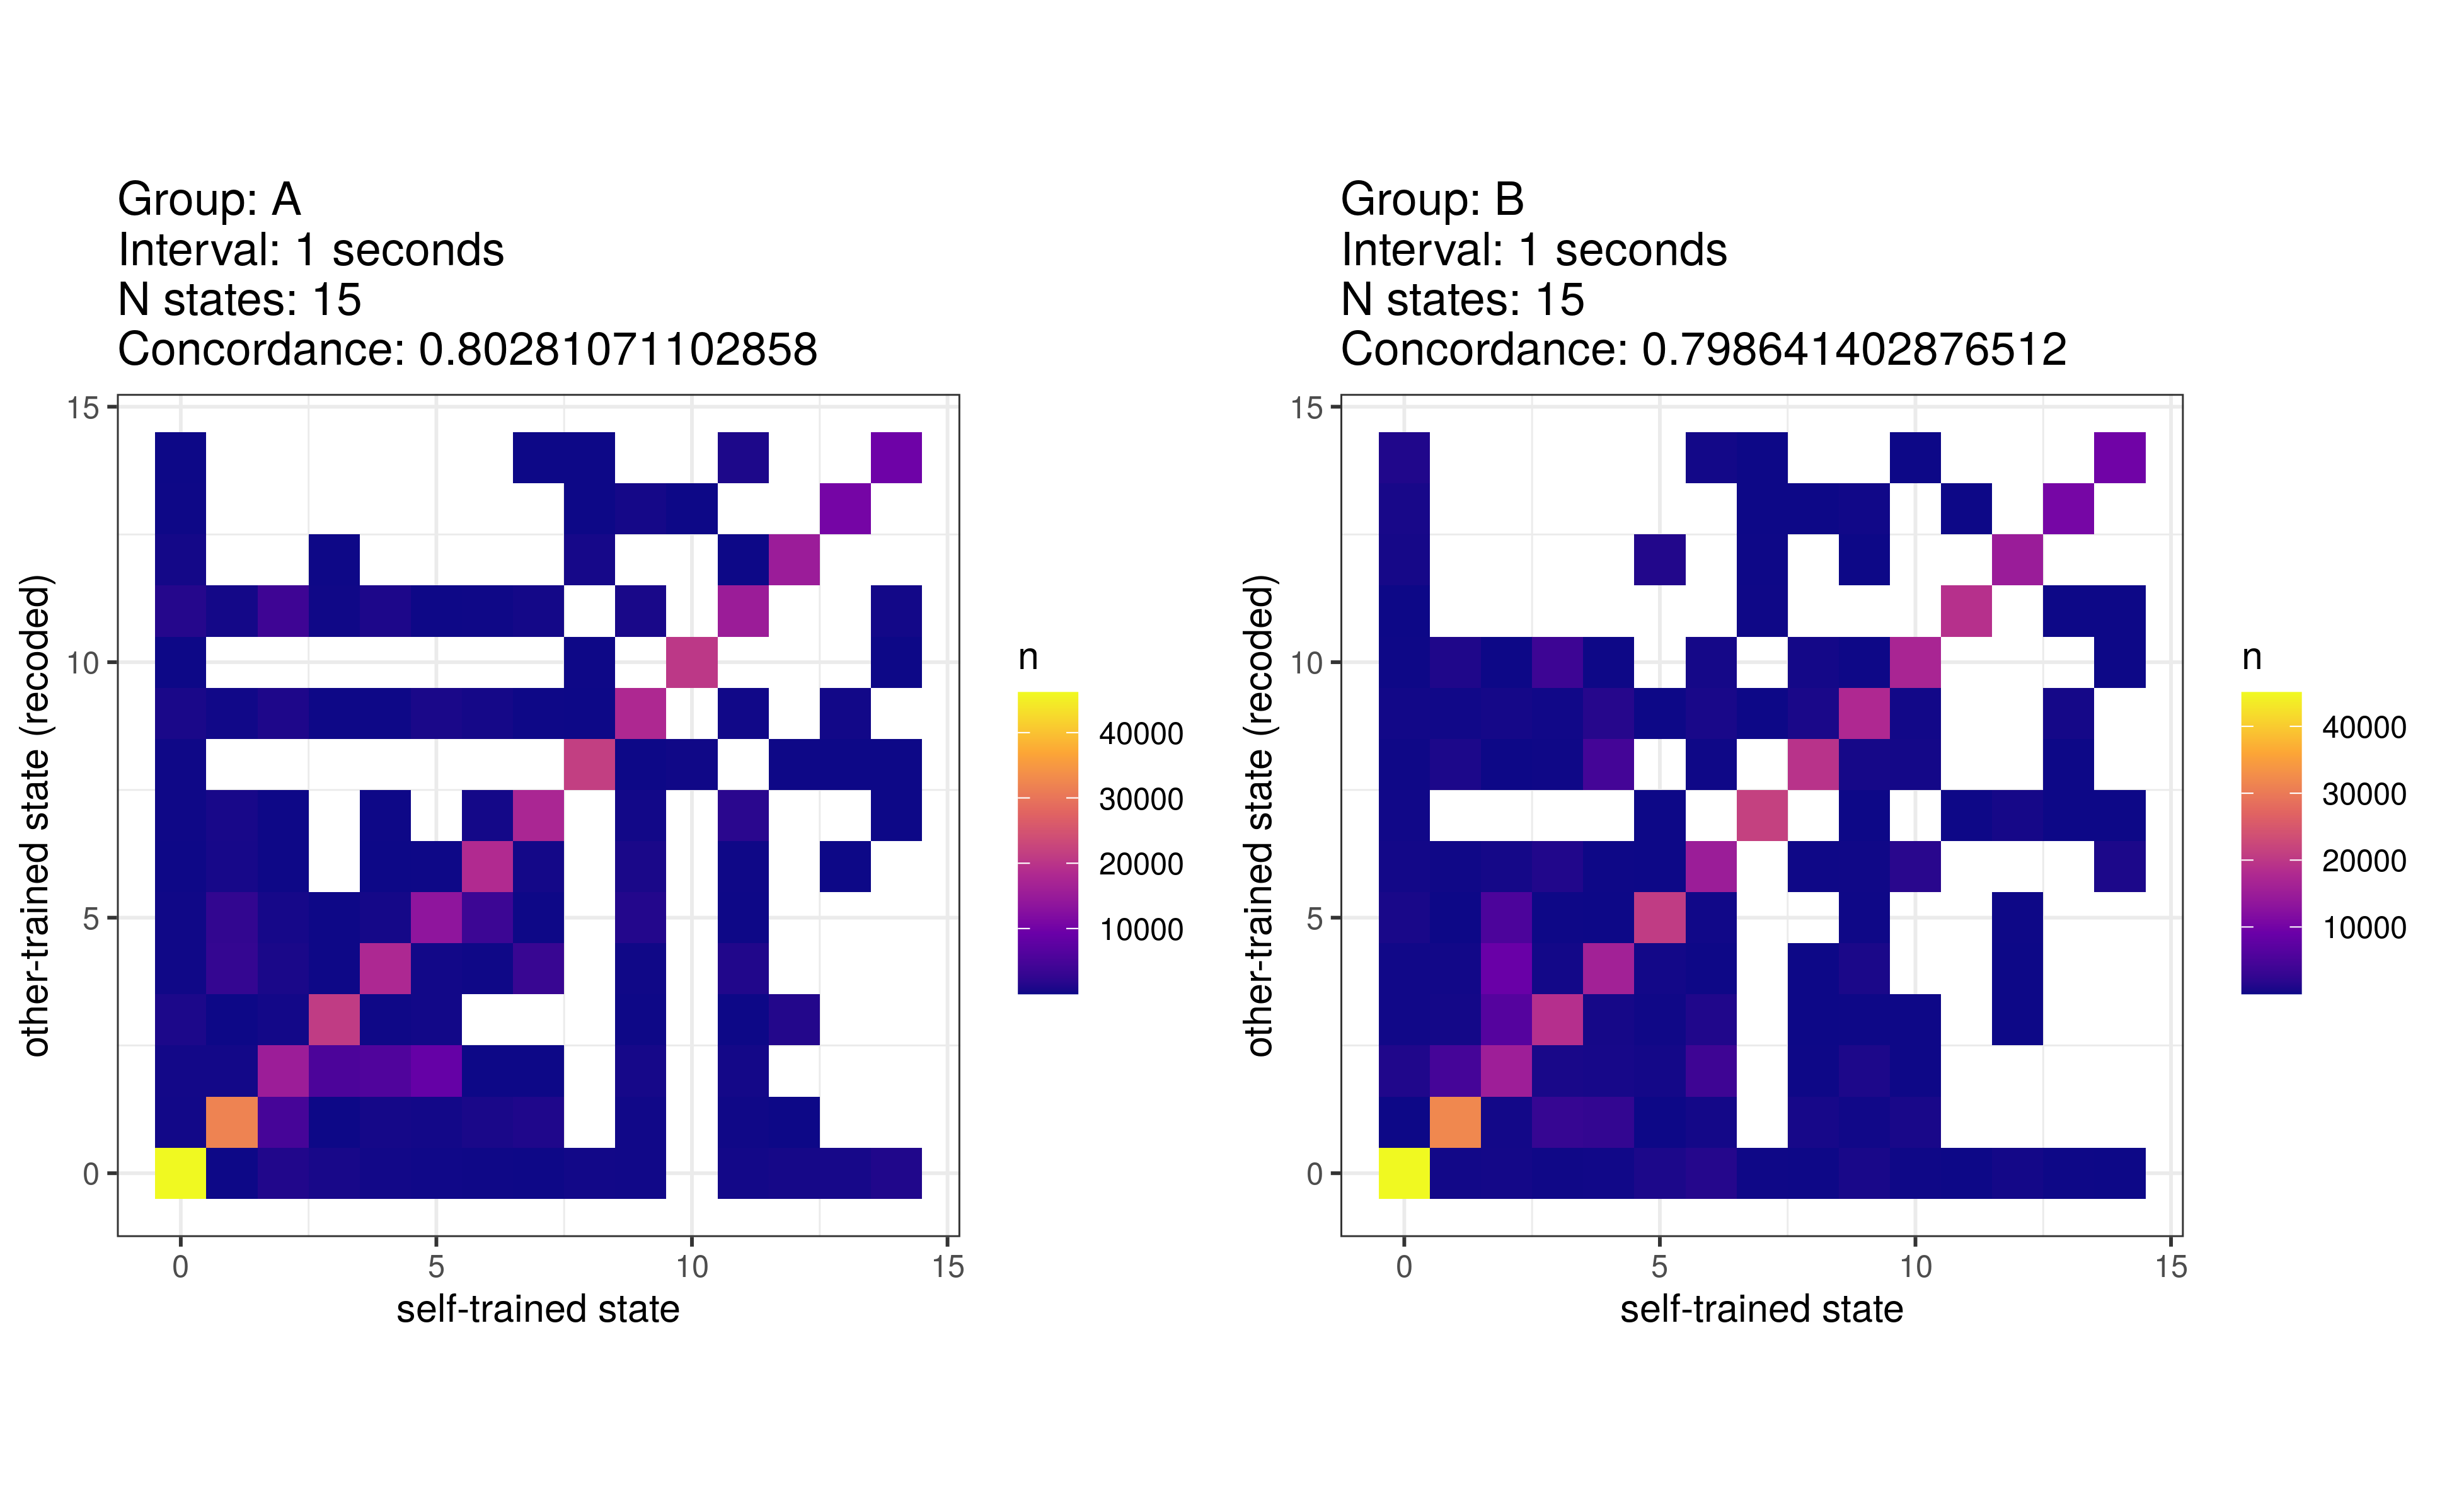 Group: A
Interval: 1 seconds
N states: 15
Concordance: 0.80281071102858
15
10
5
0
other-trained state (recoded)
0 5 10 15
self-trained state
n
40000
30000
20000
10000
Group: B
Interval: 1 seconds
N states: 15
Concordance: 0.798641402876512
15
10
5
0
other-trained state (recoded)
0 5 10 15
self-trained state
n
40000
30000
20000
10000